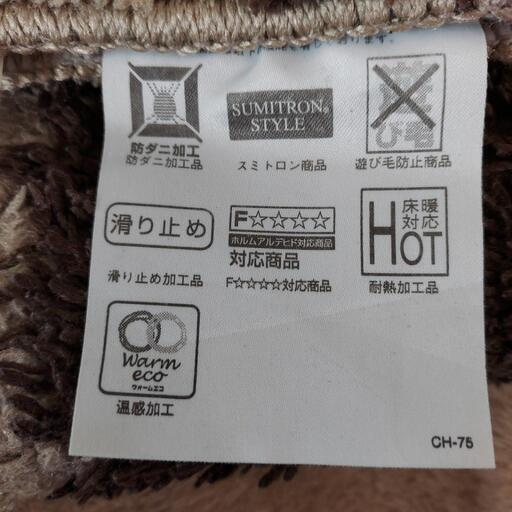 防ダニ加工
防ダニ加工品
SUMITRON
STYLE
スミトロン商品
遊び毛
遊び毛防止商品
滑り止め
滑り止め加工品
F☆☆☆☆
ホルムアルデヒド対応商品
対応商品
F☆☆☆☆対応商品
床暖
対応
HOT
耐熱加工品
Warm
eco
ウォームエコ
温感加工
CH-75